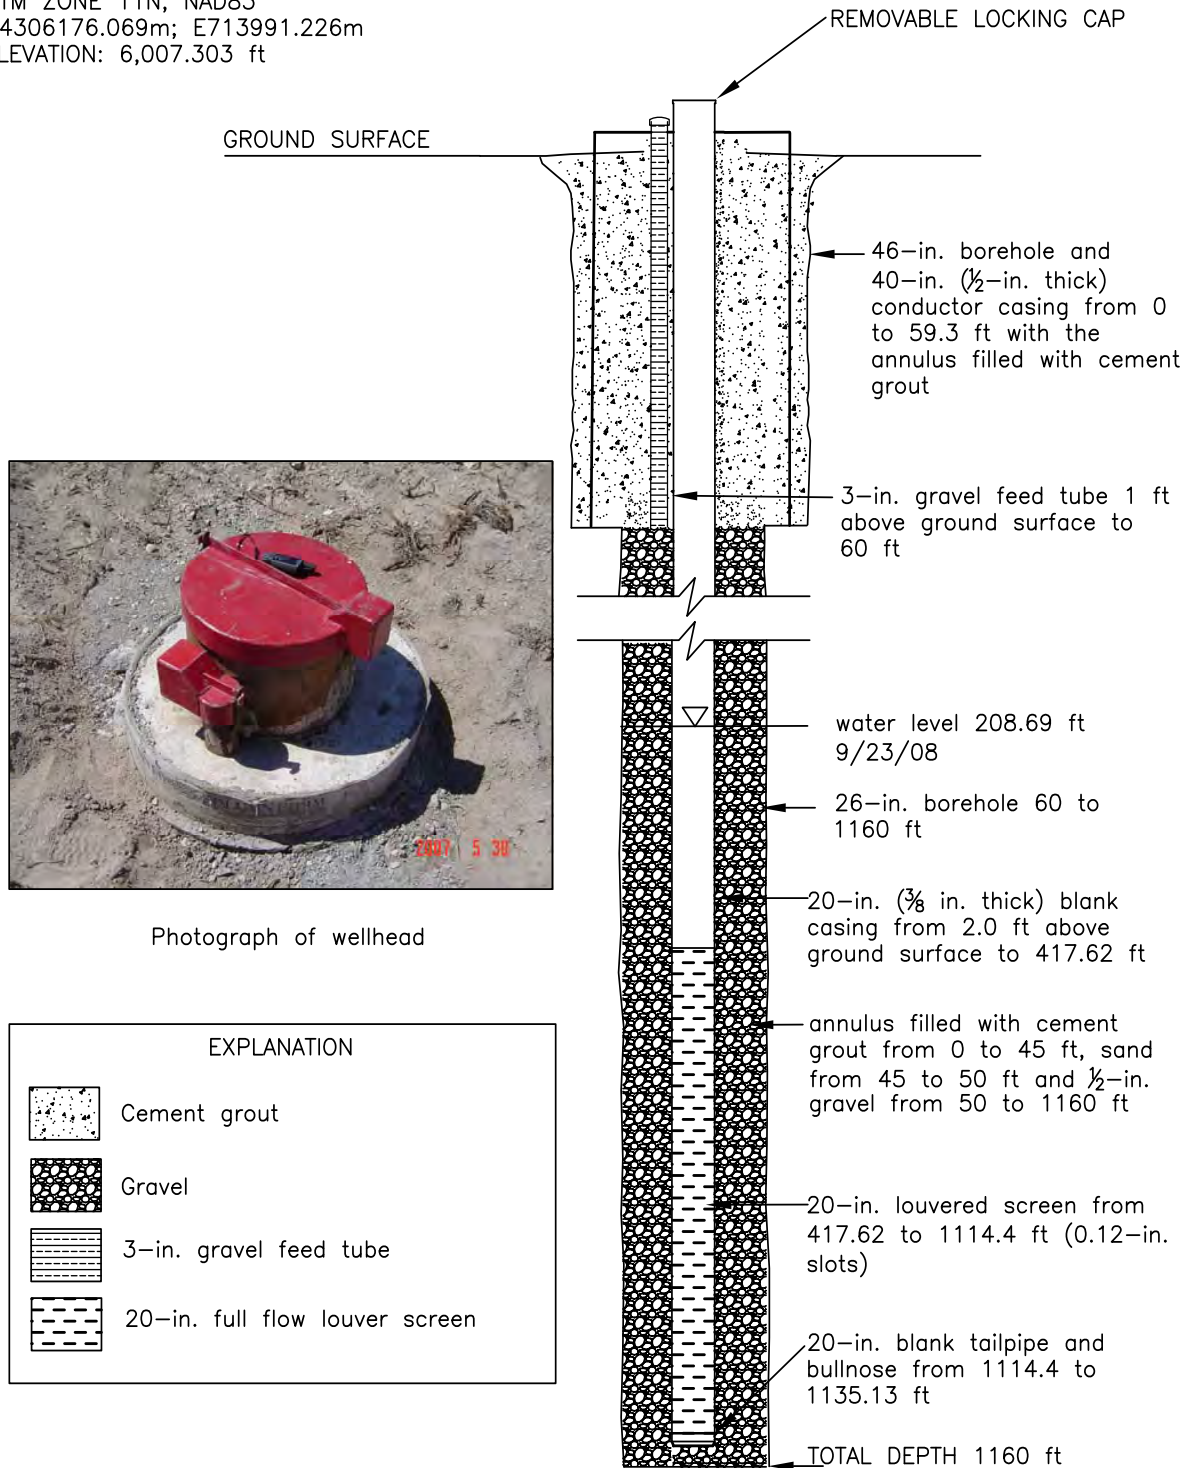 4306176.069m; E713991.226m
6,007.303 ft
REMOVABLE LOCKING CAP
GROUND SURFACE
46-in. borehole and
40-in. (½-in. thick)
conductor casing from 0
to 59.3 ft with the
annulus filled with cement
grout
3-in. gravel feed tube 1 ft
above ground surface to
60 ft
water level 208.69 ft
9/23/08
26-in. borehole 60 to
1160 ft
2007 5 30
Photograph of wellhead
20-in. (⅜ in. thick) blank
casing from 2.0 ft above
ground surface to 417.62 ft
annulus filled with cement
grout from 0 to 45 ft, sand
from 45 to 50 ft and ½-in.
gravel from 50 to 1160 ft
EXPLANATION
Cement grout
Gravel
3-in. gravel feed tube
20-in. full flow louver screen
20-in. louvered screen from
417.62 to 1114.4 ft (0.12-in.
slots)
20-in. blank tailpipe and
bullnose from 1114.4 to
1135.13 ft
TOTAL DEPTH 1160 ft